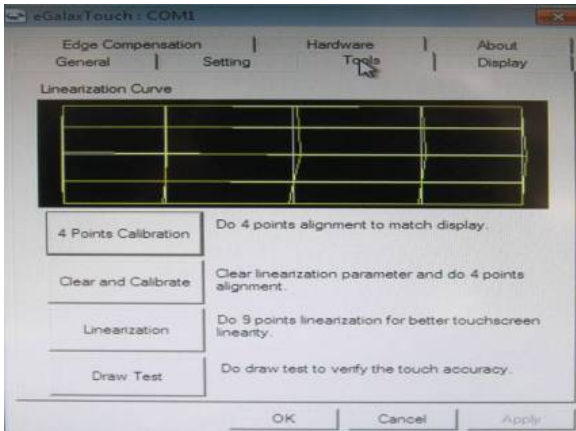 eGalaxTouch : COM1
Edge Compensation
Hardware
About
General
Setting
Tools
Display
Linearization Curve
4 Points Calibration
Do 4 points alignment to match display.
Clear and Calibrate
Clear linearization parameter and do 4 points
alignment.
Linearization
Do 9 points linearization for better touchscreen
linearity.
Draw Test
Do draw test to verify the touch accuracy.
OK
Cancel
Apply